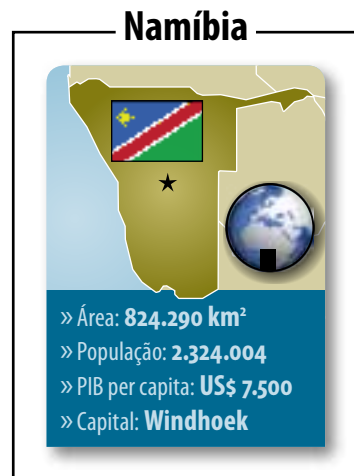 Namíbia
» Área: 824.290 km²
» População: 2.324.004
» PIB per capita: US$ 7.500
» Capital: Windhoek